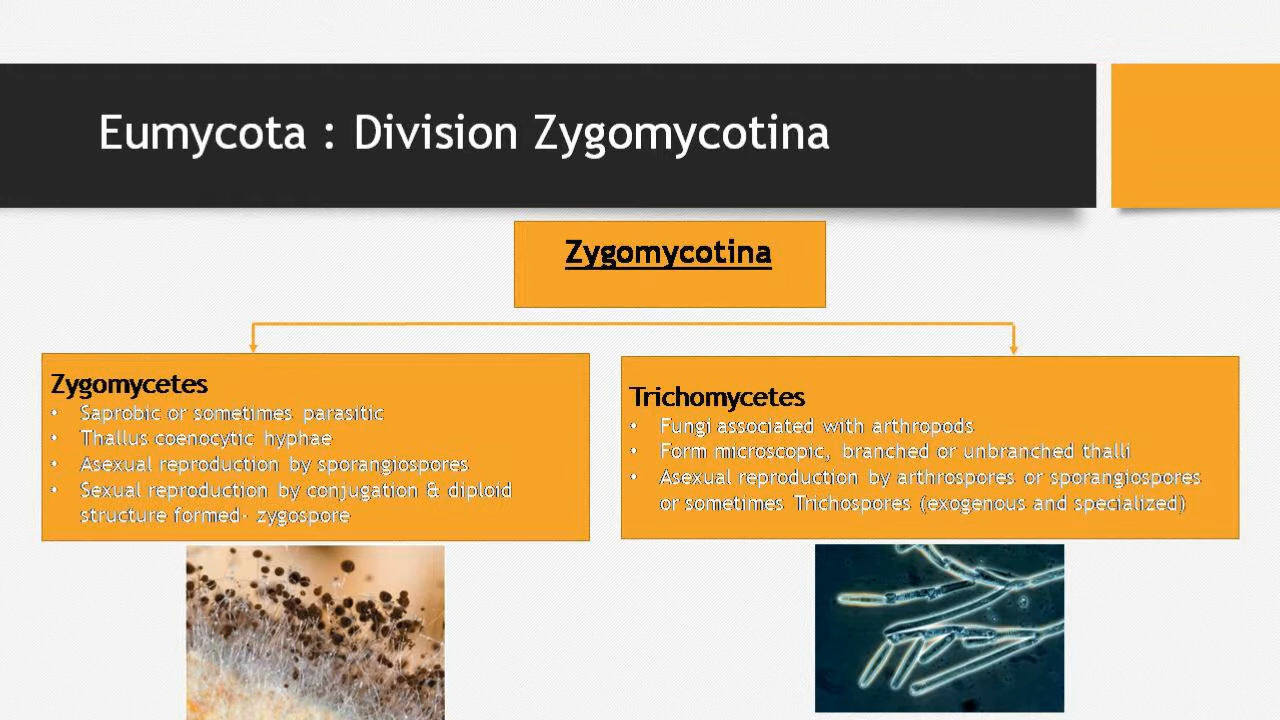 Eumycota : Division Zygomycotina
Zygomycotina
Zygomycetes
• Saprobic or sometimes parasitic
• Thallus coenocytic hyphae
• Asexual reproduction by sporangiospores
• Sexual reproduction by conjugation & diploid
structure formed- zygospore
Trichomycetes
• Fungi associated with arthropods
• Form microscopic, branched or unbranched thalli
• Asexual reproduction by arthrospores or sporangiospores
or sometimes Trichospores (exogenous and specialized)